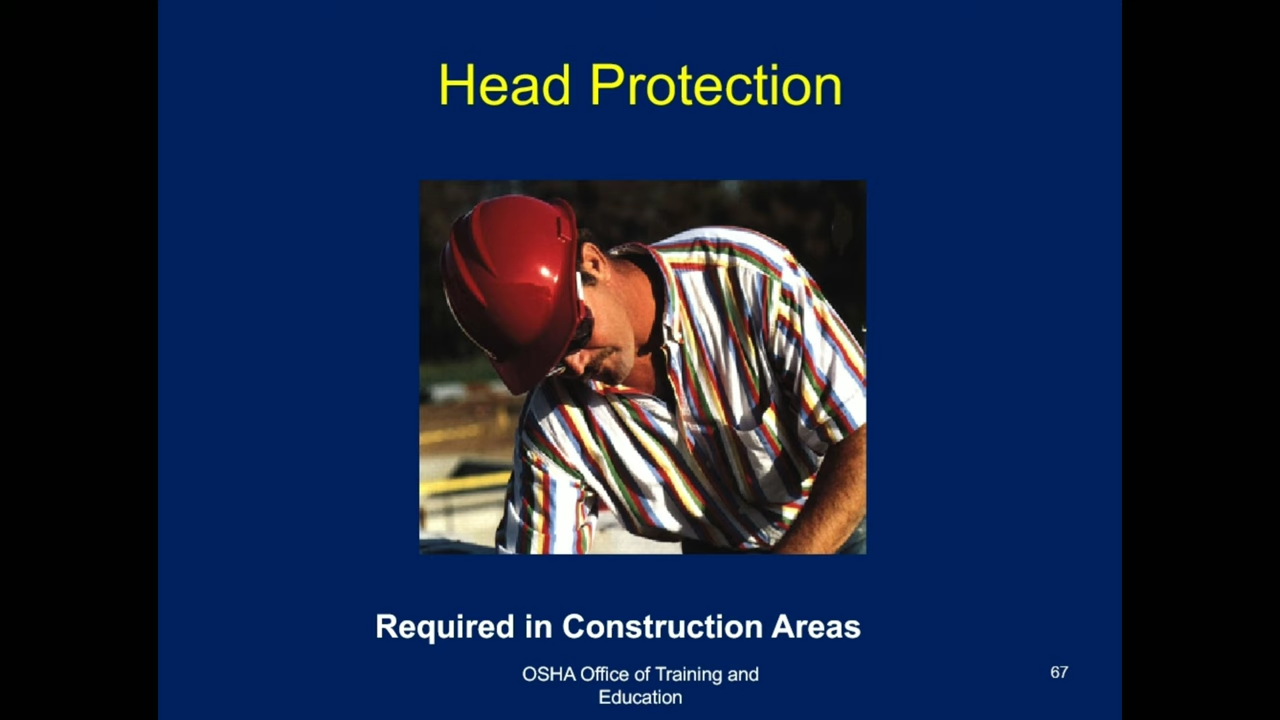 Head Protection
Required in Construction Areas
OSHA Office of Training and
Education
67